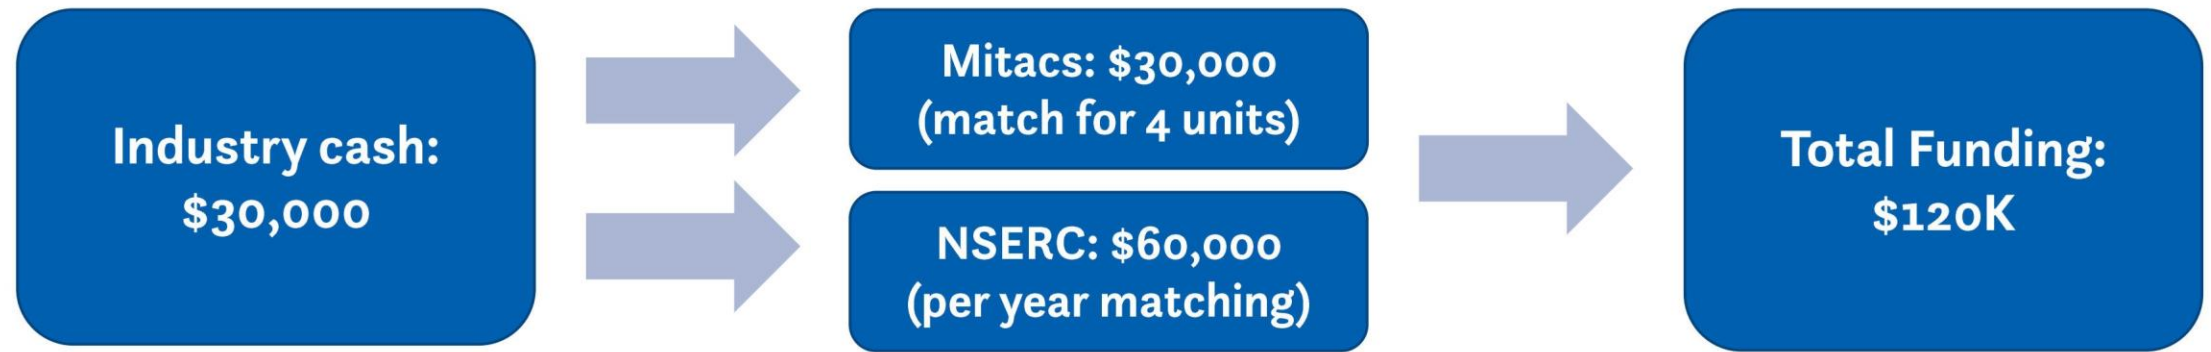 Industry cash:
$30,000
Mitacs: $30,000
(match for 4 units)
NSERC: $60,000
(per year matching)
Total Funding:
$120K